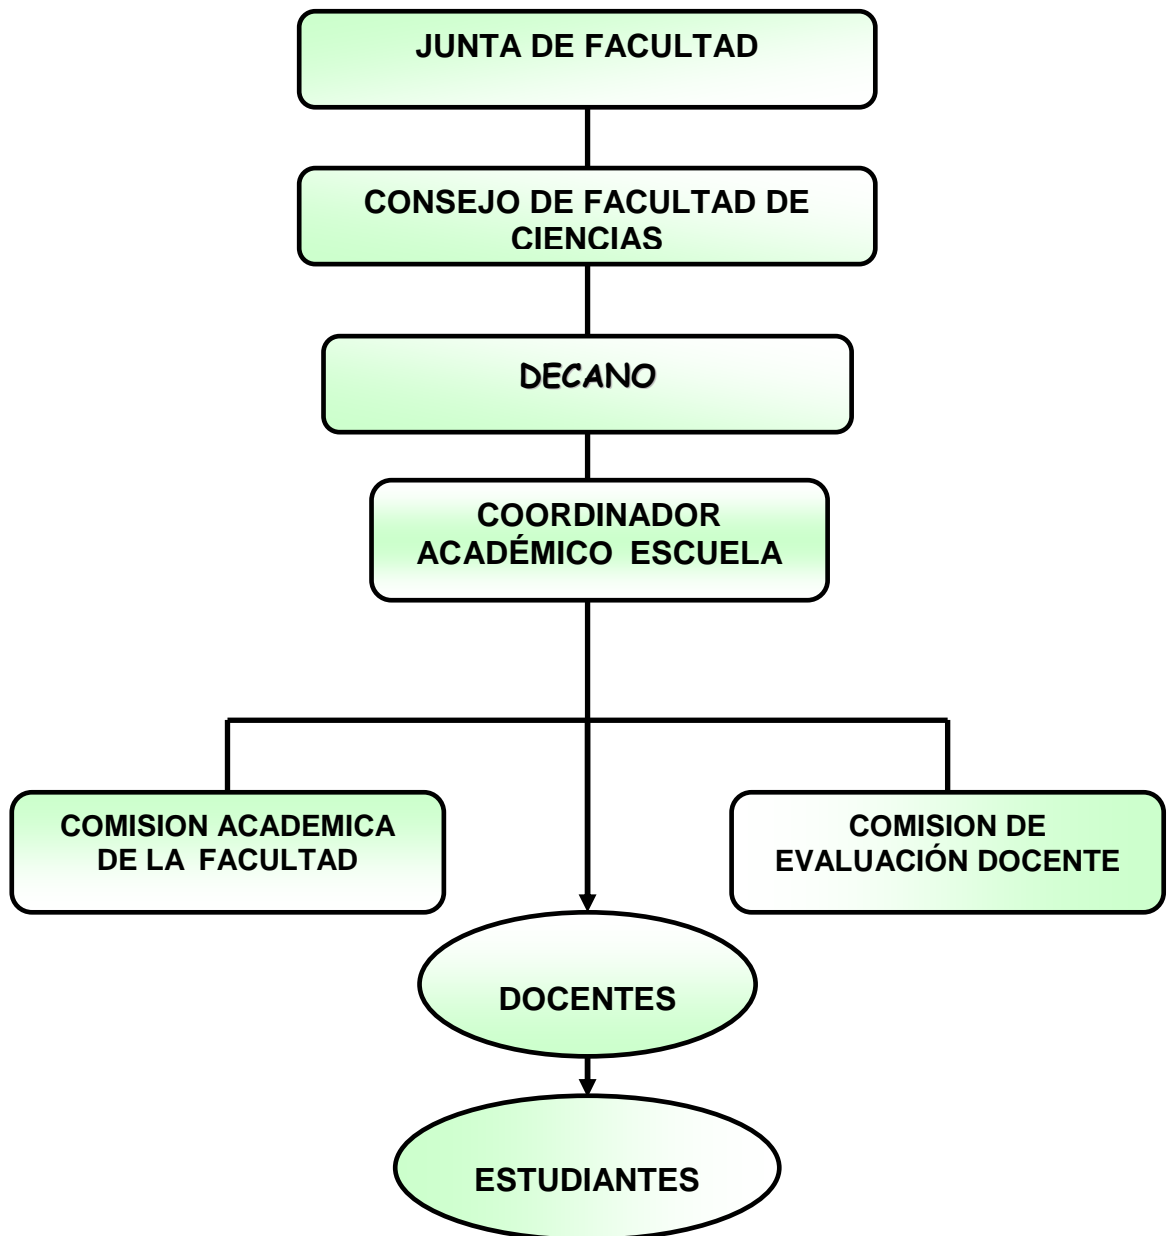 JUNTA DE FACULTAD
CONSEJO DE FACULTAD DE
CIENCIAS
DECANO
COORDINADOR
ACADÉMICO ESCUELA
COMISION ACADEMICA
DE LA FACULTAD
COMISION DE
EVALUACIÓN DOCENTE
DOCENTES
ESTUDIANTES